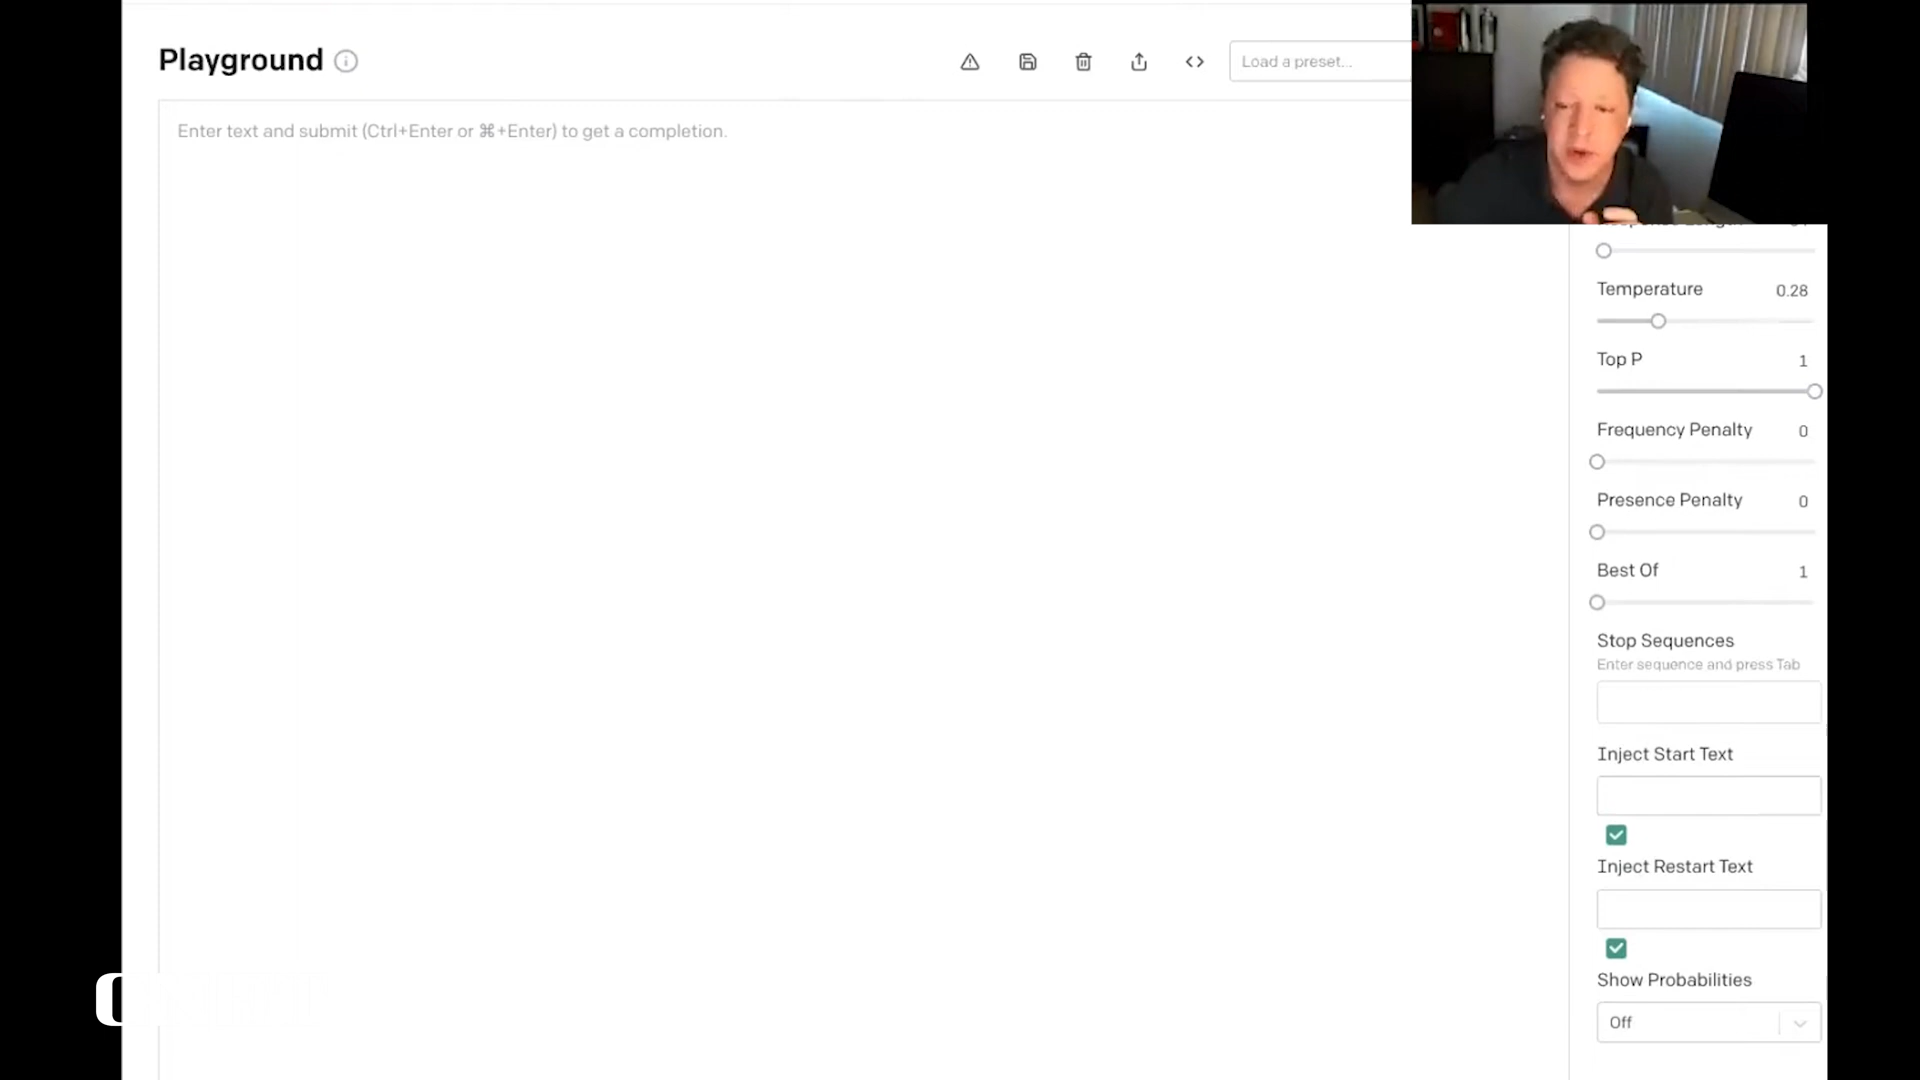 Playground
Load a preset...
Enter text and submit (Ctrl+Enter or ⌘+Enter) to get a completion.
Temperature 0.28
Top P 1
Frequency Penalty 0
Presence Penalty 0
Best Of 1
Stop Sequences
Enter sequence and press Tab
Inject Start Text
Inject Restart Text
Show Probabilities
Off